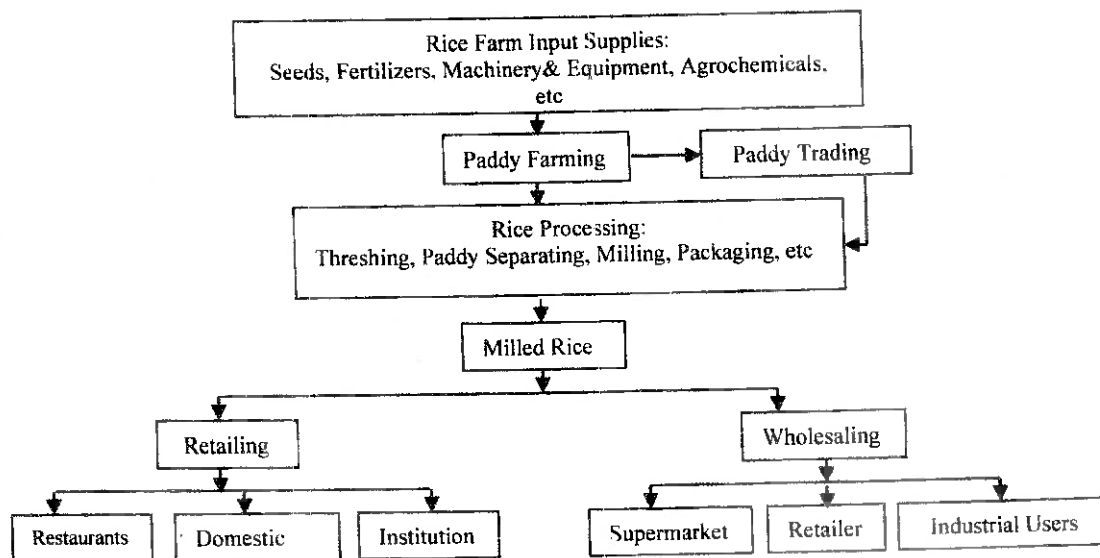 Rice Farm Input Supplies:
Seeds, Fertilizers, Machinery& Equipment, Agrochemicals,
etc
Paddy Farming
Paddy Trading
Rice Processing:
Threshing, Paddy Separating, Milling, Packaging, etc
Milled Rice
Retailing
Wholesaling
Restaurants
Domestic
Institution
Supermarket
Retailer
Industrial Users